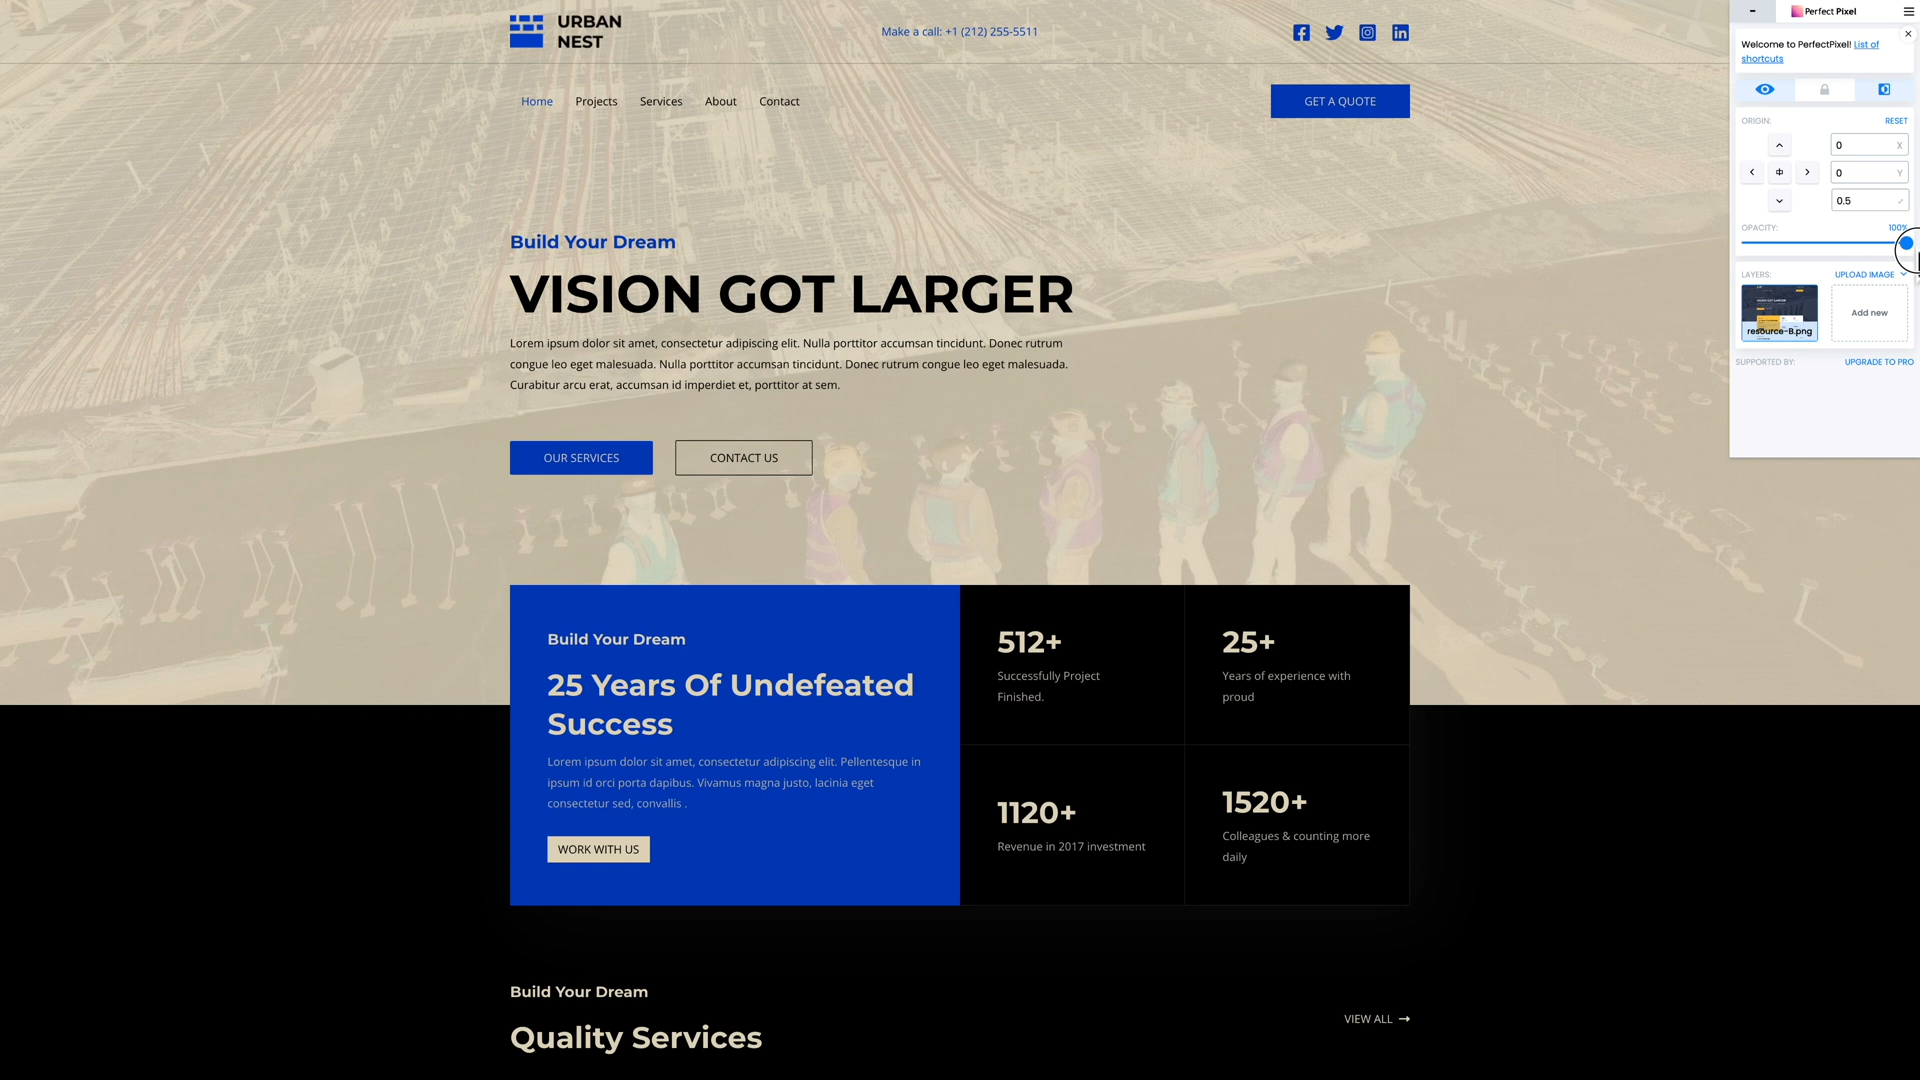 URBAN
NEST
Make a call: +1 (212) 255-5511
Home Projects Services About Contact
GET A QUOTE
Build Your Dream
VISION GOT LARGER
Lorem ipsum dolor sit amet, consectetur adipiscing elit. Nulla porttitor accumsan tincidunt. Donec rutrum
congue leo eget malesuada. Nulla porttitor accumsan tincidunt. Donec rutrum congue leo eget malesuada.
Curabitur arcu erat, accumsan id imperdiet et, porttitor at sem.
OUR SERVICES
CONTACT US
Build Your Dream
25 Years Of Undefeated
Success
Lorem ipsum dolor sit amet, consectetur adipiscing elit. Pellentesque in
ipsum id orci porta dapibus. Vivamus magna justo, lacinia eget
consectetur sed, convallis .
WORK WITH US
512+
Successfully Project
Finished.
25+
Years of experience with
proud
1120+
Revenue in 2017 investment
1520+
Colleagues & counting more
daily
Build Your Dream
Quality Services
VIEW ALL
Perfect Pixel
Welcome to PerfectPixel! List of
shortcuts
ORIGIN: RESET
0 X
0 Y
0.5
OPACITY: 100%
LAYERS: UPLOAD IMAGE
resource-B.png
Add new
SUPPORTED BY: UPGRADE TO PRO